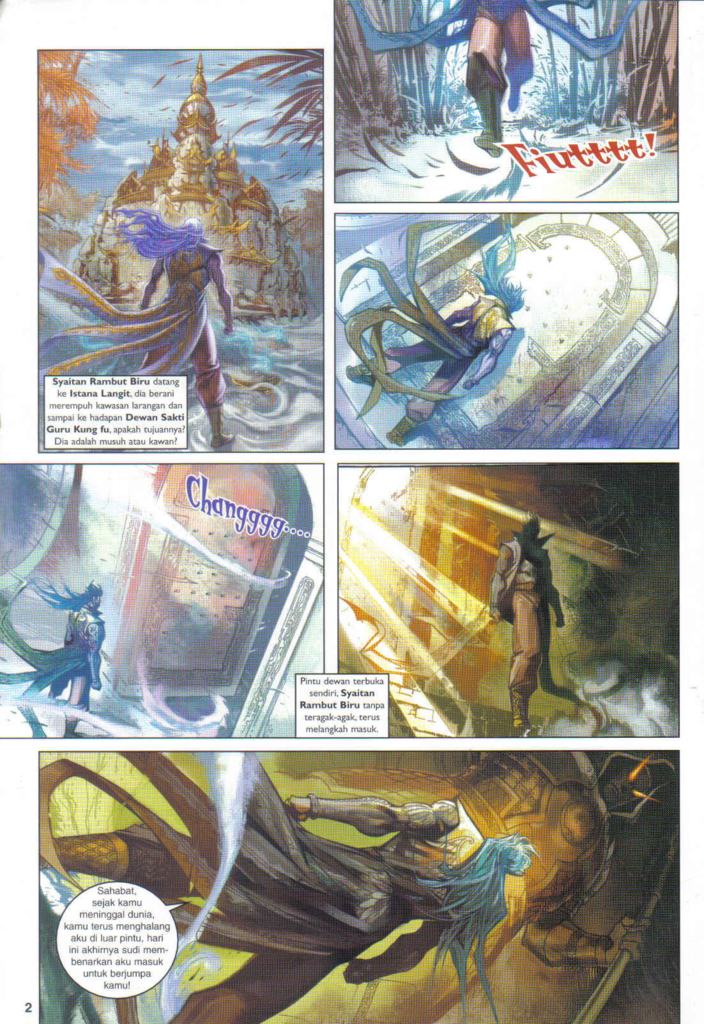 Syaitan Rambut Biru datang
ke Istana Langit, dia berani
merempuh kawasan larangan dan
sampai ke hadapan Dewan Sakti
Guru Kung fu, apakah tujuannya?
Dia adalah musuh atau kawan?
Fiutttt!
Changggg....
Pintu dewan terbuka
sendiri, Syaitan
Rambut Biru tanpa
teragak-agak, terus
melangkah masuk.
Sahabat,
sejak kamu
meninggal dunia,
kamu terus menghalang
aku di luar pintu, hari
ini akhirnya sudi mem-
benarkan aku masuk
untuk berjumpa
kamu!
2